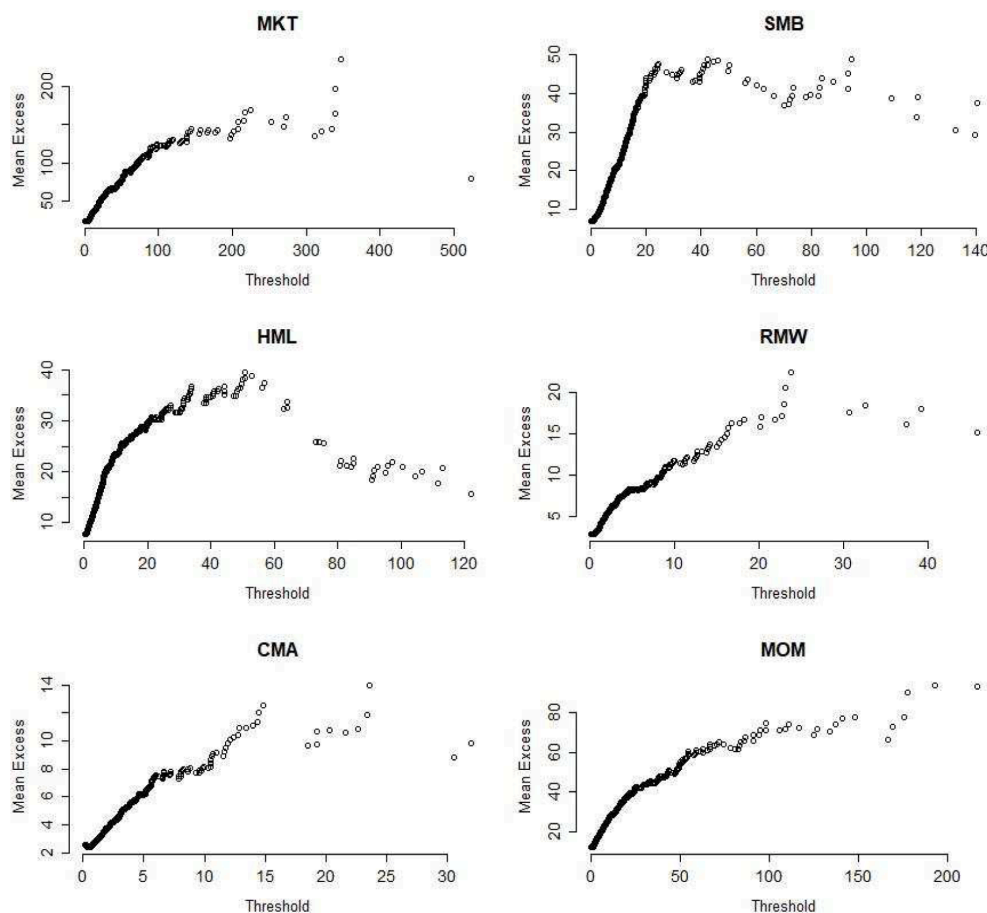 MKT
Mean Excess
50 100 200
0 100 200 300 400 500
Threshold
SMB
Mean Excess
10 20 30 40 50
0 20 40 60 80 100 120 140
Threshold
HML
Mean Excess
10 20 30 40
0 20 40 60 80 100 120
Threshold
RMW
Mean Excess
5 10 15 20
0 10 20 30 40
Threshold
CMA
Mean Excess
2 4 6 8 10 12 14
0 5 10 15 20 25 30
Threshold
MOM
Mean Excess
20 40 60 80
0 50 100 150 200
Threshold